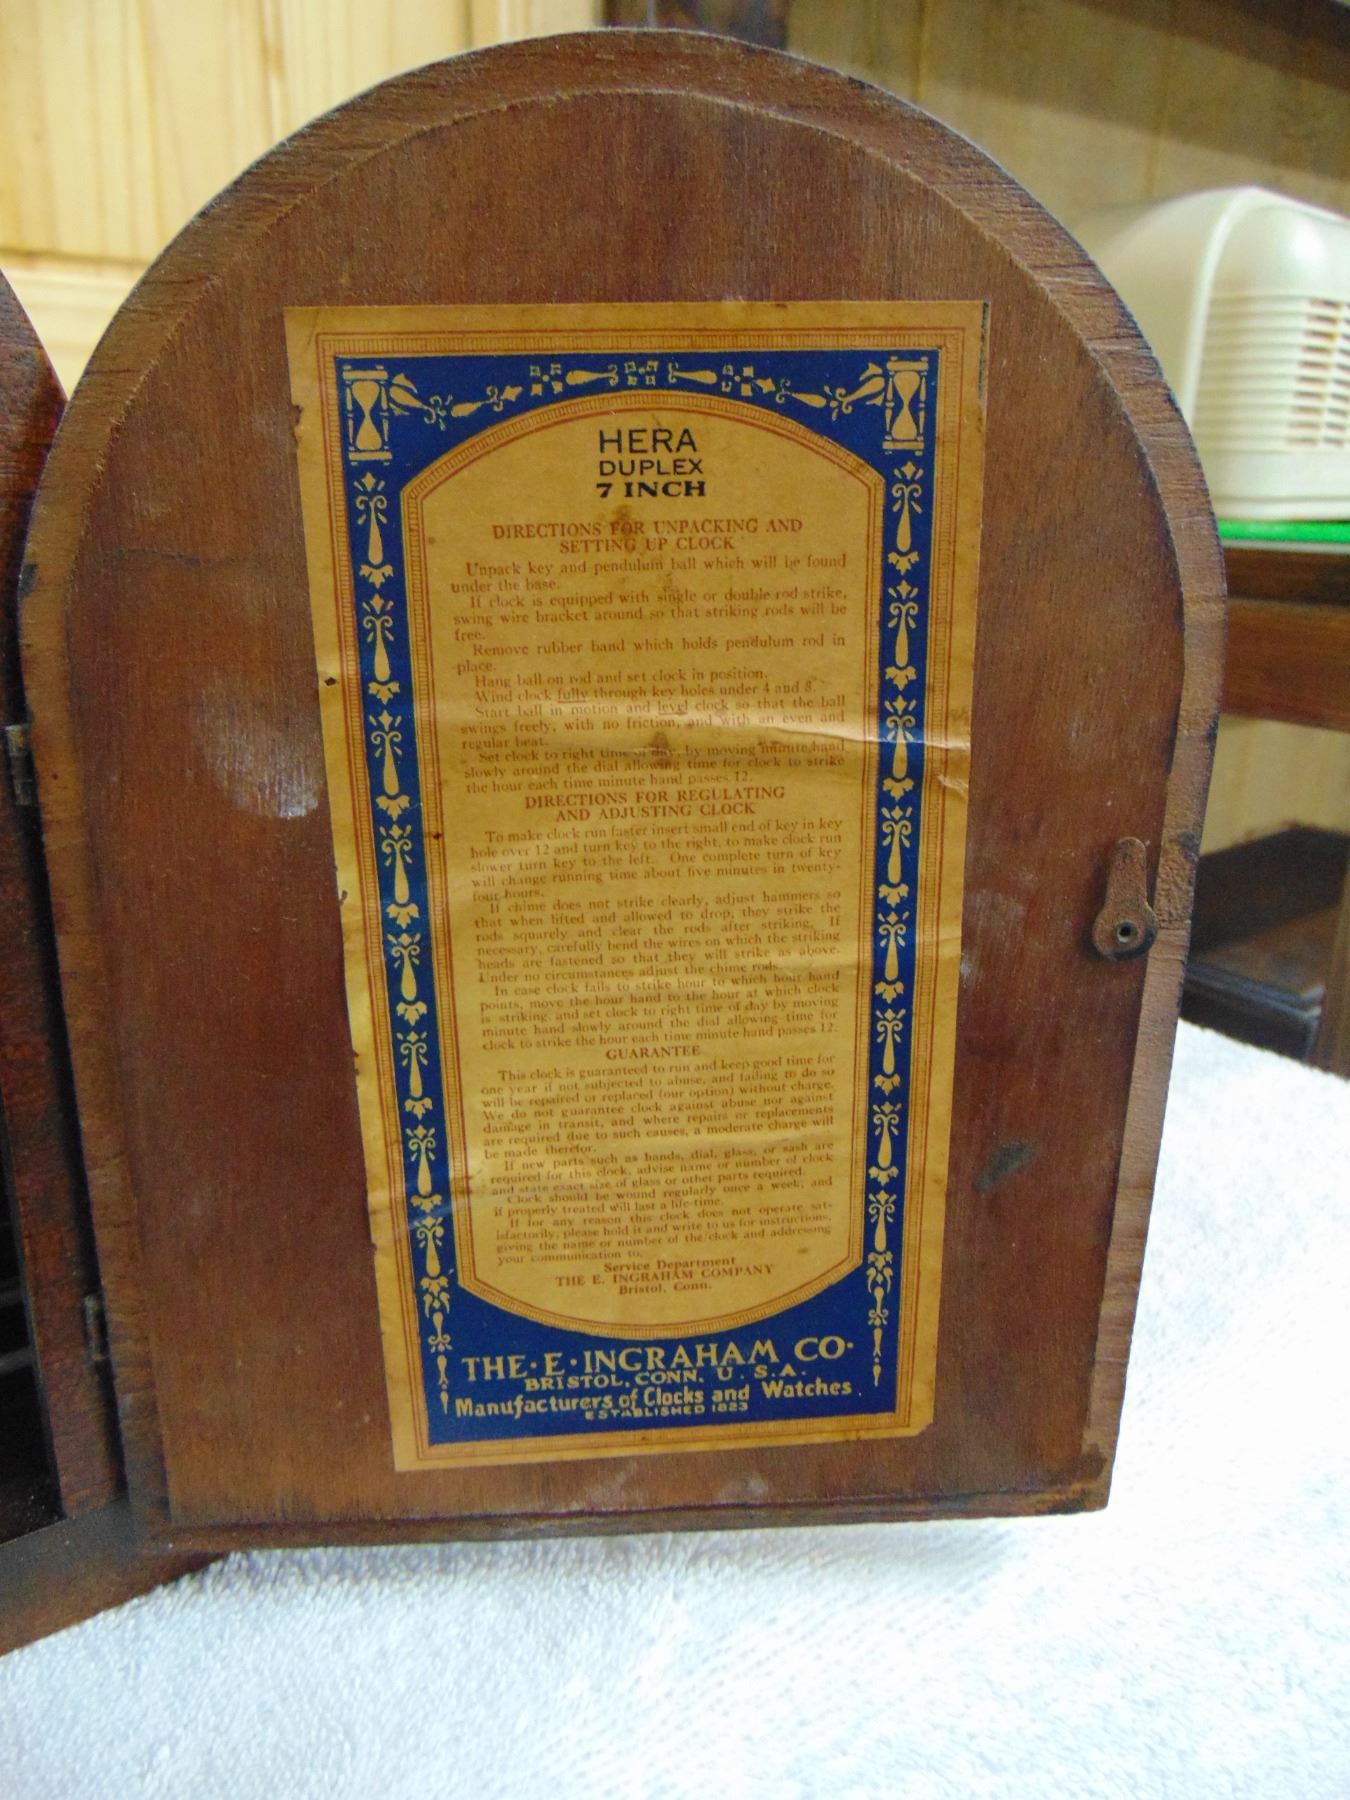 HERA
DUPLEX
7 INCH
DIRECTIONS FOR UNPACKING AND
SETTING UP CLOCK
Unpack key and pendulum ball which will be found
under the base.
If clock is equipped with single or double rod strike,
swing wire bracket around so that striking rods will be
free.
Remove rubber band which holds pendulum rod in
place.
Hang ball on rod and set clock in position.
Wind clock fully through key holes under 4 and 8.
Start ball in motion and level clock so that the ball
swings freely, with no friction, and with an even and
regular beat.
Set clock to right time of day, by moving minute hand
slowly around the dial allowing time for clock to strike
the hour each time minute hand passes 12.
DIRECTIONS FOR REGULATING
AND ADJUSTING CLOCK
To make clock run faster insert small end of key in key
hole over 12 and turn key to the right, to make clock run
slower turn key to the left. One complete turn of key
will change running time about five minutes in twenty-
four hours.
If chime does not strike clearly, adjust hammers so
that when lifted and allowed to drop, they strike the
rods squarely and clear the rods after striking. If
necessary, carefully bend the wires on which the striking
heads are fastened so that they will strike as above.
Under no circumstances adjust the chime rods.
In case clock fails to strike hour to which hour hand
points, move the hour hand to the hour at which clock
is striking, and set clock to right time of day by moving
minute hand slowly around the dial allowing time for
clock to strike the hour each time minute hand passes 12.
GUARANTEE
This clock is guaranteed to run and keep good time for
one year if not subjected to abuse, and failing to do so
will be repaired or replaced (our option) without charge.
We do not guarantee clock against abuse nor against
damage in transit, and where repairs or replacements
are required due to such causes, a moderate charge will
be made therefor.
If new parts such as hands, dial, glass, or sash are
required for this clock, advise name or number of clock
and state exact size of glass or other parts required.
Clock should be wound regularly once a week, and
if properly treated will last a life-time.
If for any reason this clock does not operate sat-
isfactorily, please hold it and write to us for instructions,
giving the name or number of the clock and addressing
your communication to,
Service Department
THE E. INGRAHAM COMPANY
Bristol, Conn.
THE·E·INGRAHAM CO·
BRISTOL, CONN. U.S.A.
Manufacturers of Clocks and Watches.
ESTABLISHED 1823